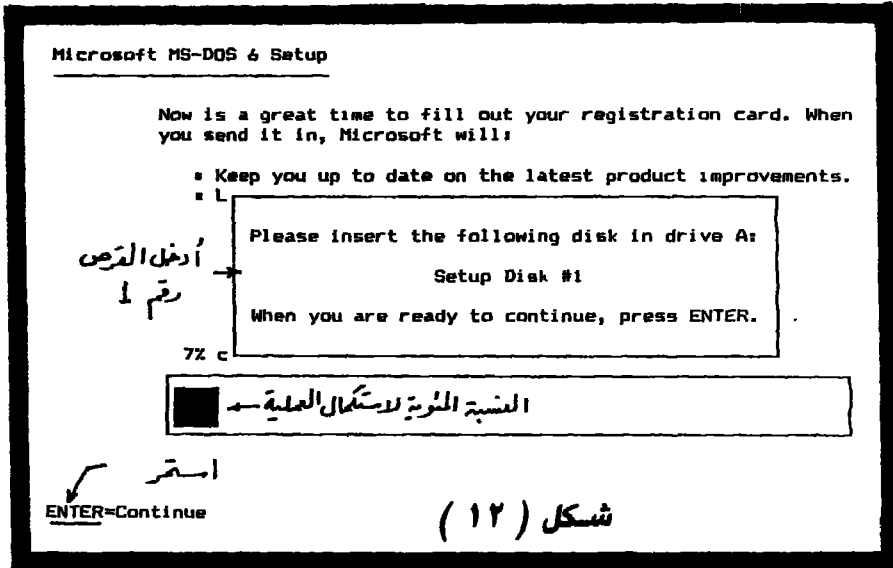 Microsoft MS-DOS 6 Setup
Now is a great time to fill out your registration card. When
you send it in, Microsoft will:
▪ Keep you up to date on the latest product improvements.
▪ L
Please insert the following disk in drive A:
Setup Disk #1
When you are ready to continue, press ENTER.
أدخل القرص
رقم 1
7% c
النسبة المئوية لاستكمال العملية
استمر
ENTER=Continue
شكل ( ١٢ )